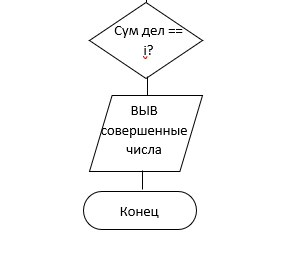 Сум дел ==
i?
ВЫВ
совершенные
числа
Конец